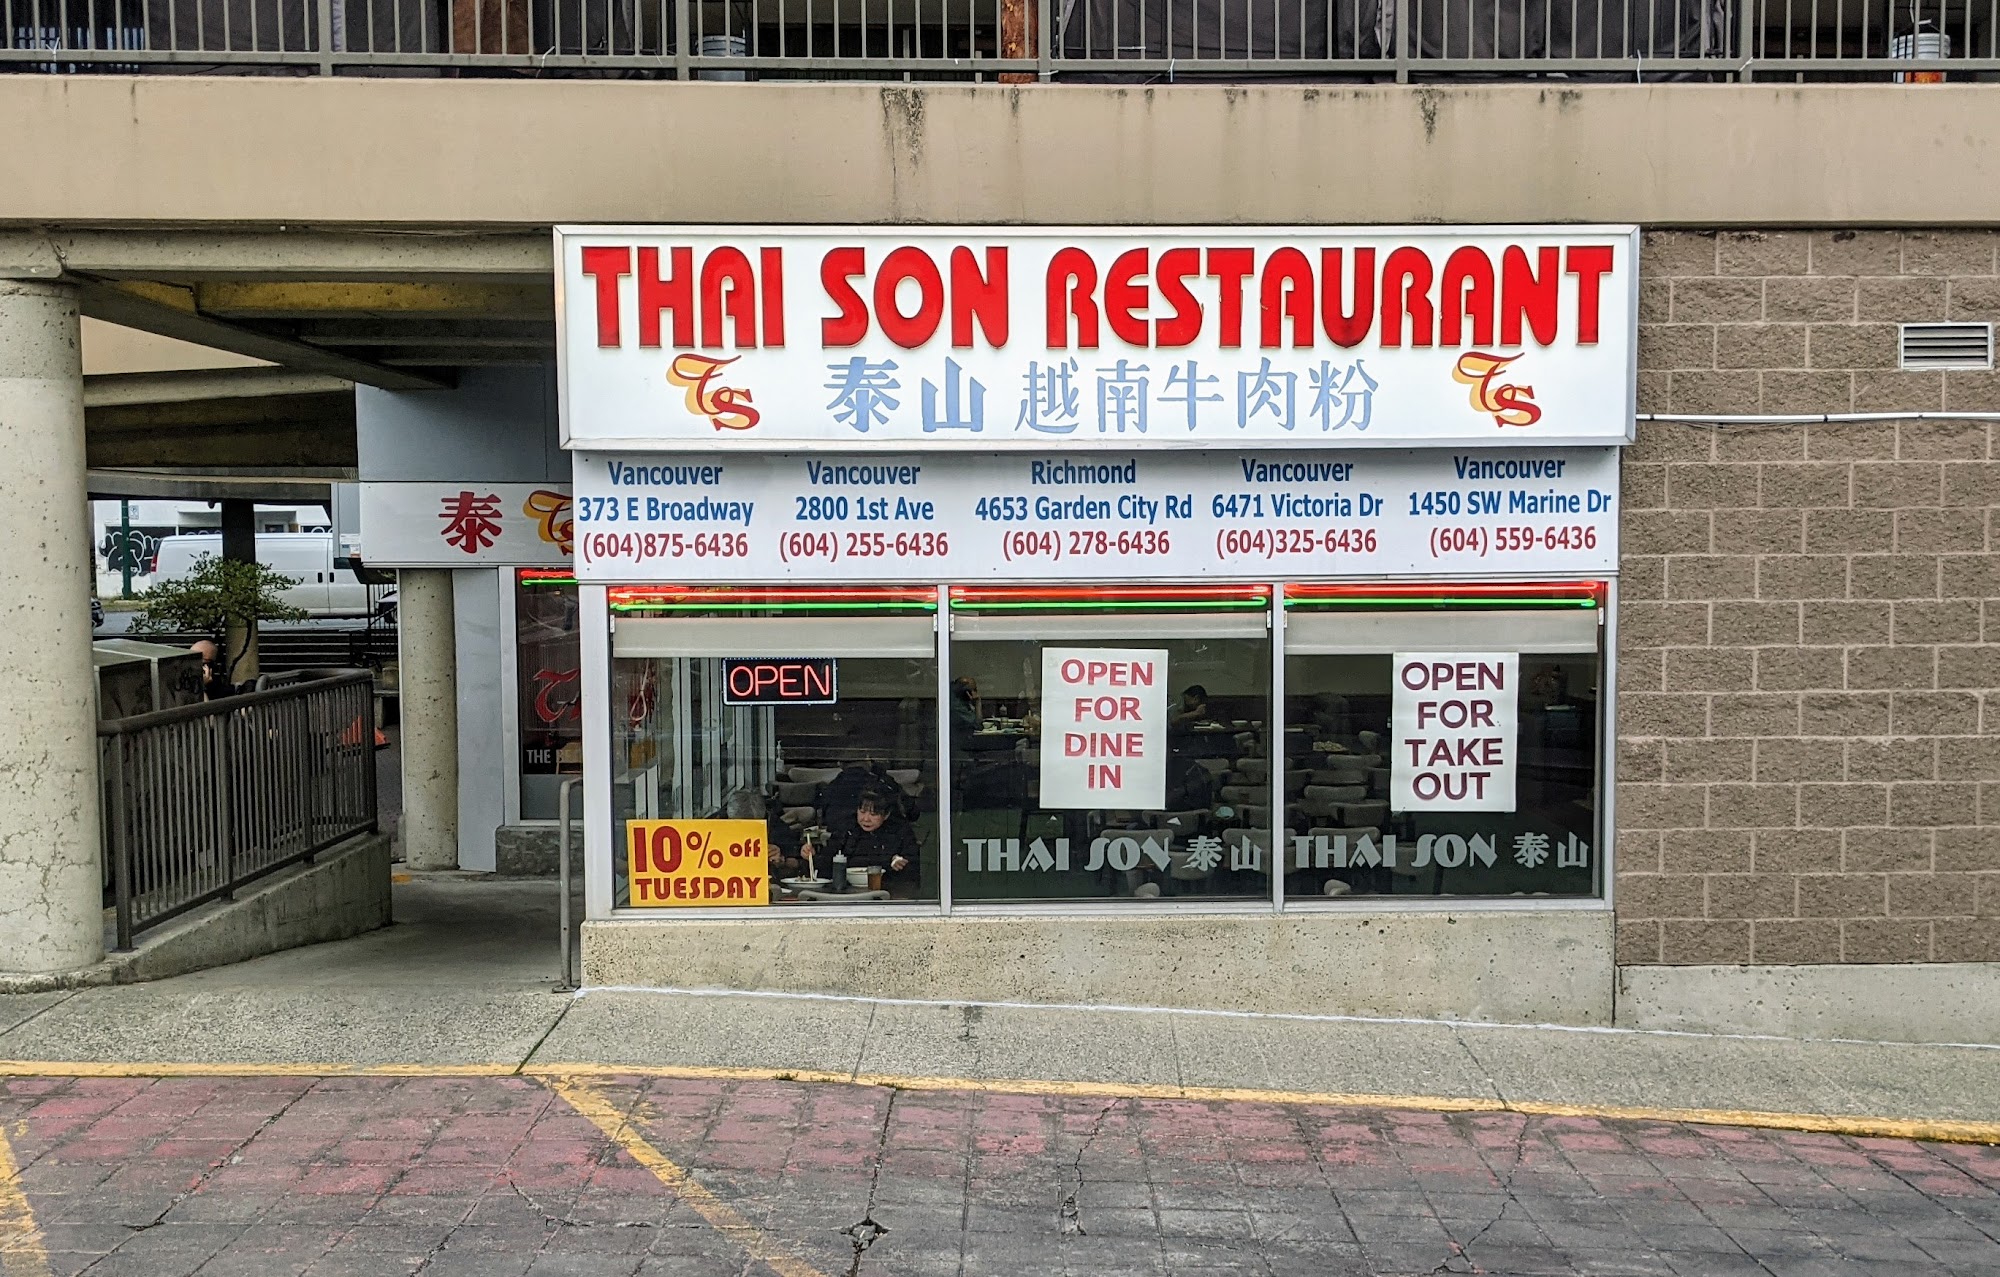 THAI SON RESTAURANT
TS 泰山 越南牛肉粉 TS
Vancouver
373 E Broadway
(604)875-6436
Vancouver
2800 1st Ave
(604) 255-6436
Richmond
4653 Garden City Rd
(604) 278-6436
Vancouver
6471 Victoria Dr
(604)325-6436
Vancouver
1450 SW Marine Dr
(604) 559-6436
泰
THE
OPEN
OPEN
FOR
DINE
IN
OPEN
FOR
TAKE
OUT
10% off
TUESDAY
THAI SON 泰山
THAI SON 泰山